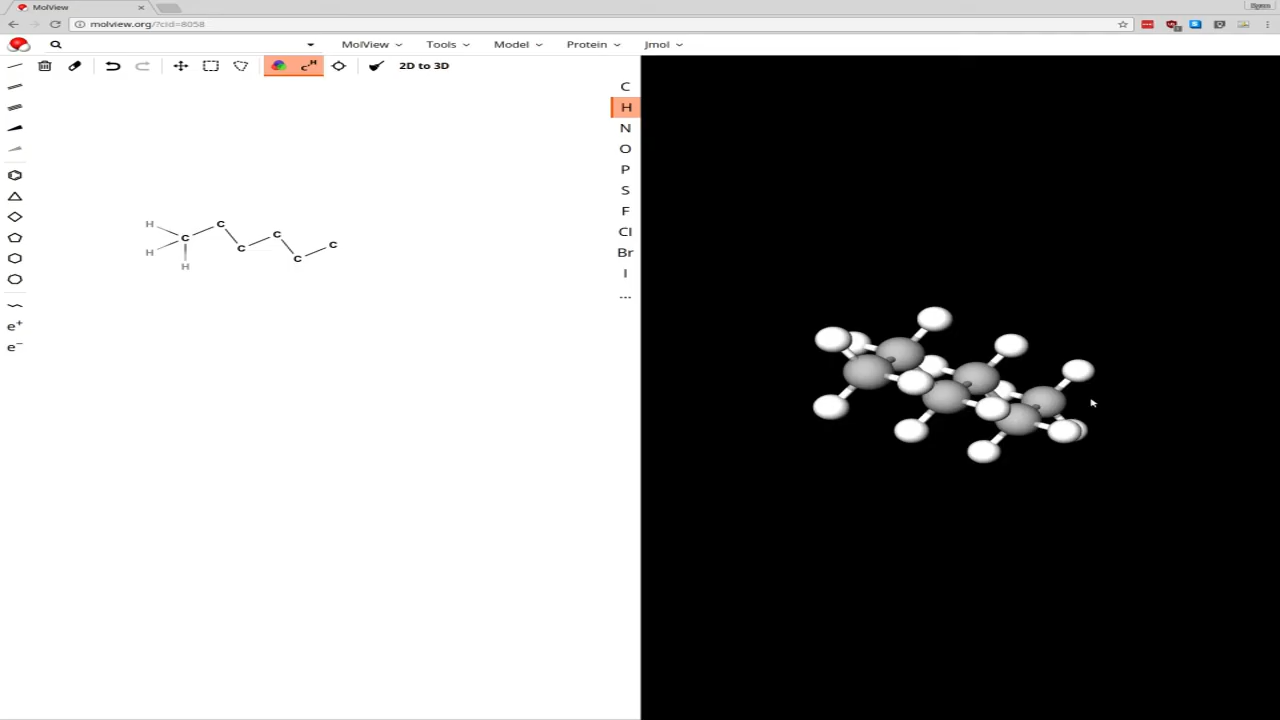 MolView
molview.org/?cid=8058
MolView Tools Model Protein Jmol
C H 2D to 3D
C
H
N
O
P
S
F
Cl
Br
I
...
e+
e−
H C C
H C C
H C C